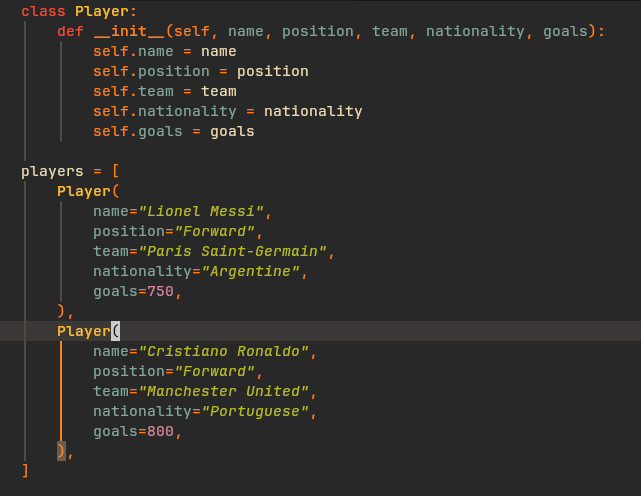 class Player:
    def __init__(self, name, position, team, nationality, goals):
        self.name = name
        self.position = position
        self.team = team
        self.nationality = nationality
        self.goals = goals

players = [
    Player(
        name="Lionel Messi",
        position="Forward",
        team="Paris Saint-Germain",
        nationality="Argentine",
        goals=750,
    ),
    Player(
        name="Cristiano Ronaldo",
        position="Forward",
        team="Manchester United",
        nationality="Portuguese",
        goals=800,
    ),
]